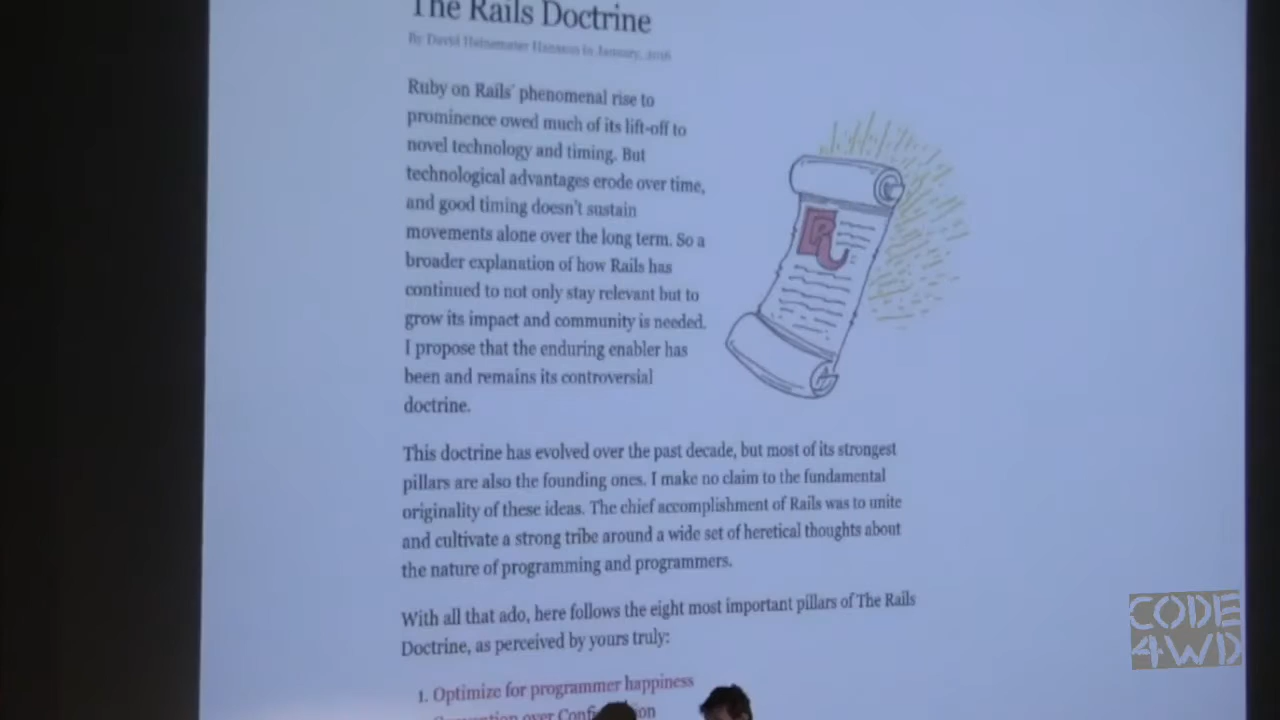 The Rails Doctrine
By David Heinemeier Hansson in January, 2016
Ruby on Rails' phenomenal rise to
prominence owed much of its lift-off to
novel technology and timing. But
technological advantages erode over time,
and good timing doesn't sustain
movements alone over the long term. So a
broader explanation of how Rails has
continued to not only stay relevant but to
grow its impact and community is needed.
I propose that the enduring enabler has
been and remains its controversial
doctrine.
This doctrine has evolved over the past decade, but most of its strongest
pillars are also the founding ones. I make no claim to the fundamental
originality of these ideas. The chief accomplishment of Rails was to unite
and cultivate a strong tribe around a wide set of heretical thoughts about
the nature of programming and programmers.
With all that ado, here follows the eight most important pillars of The Rails
Doctrine, as perceived by yours truly:
1. Optimize for programmer happiness
over
CODE
4WD